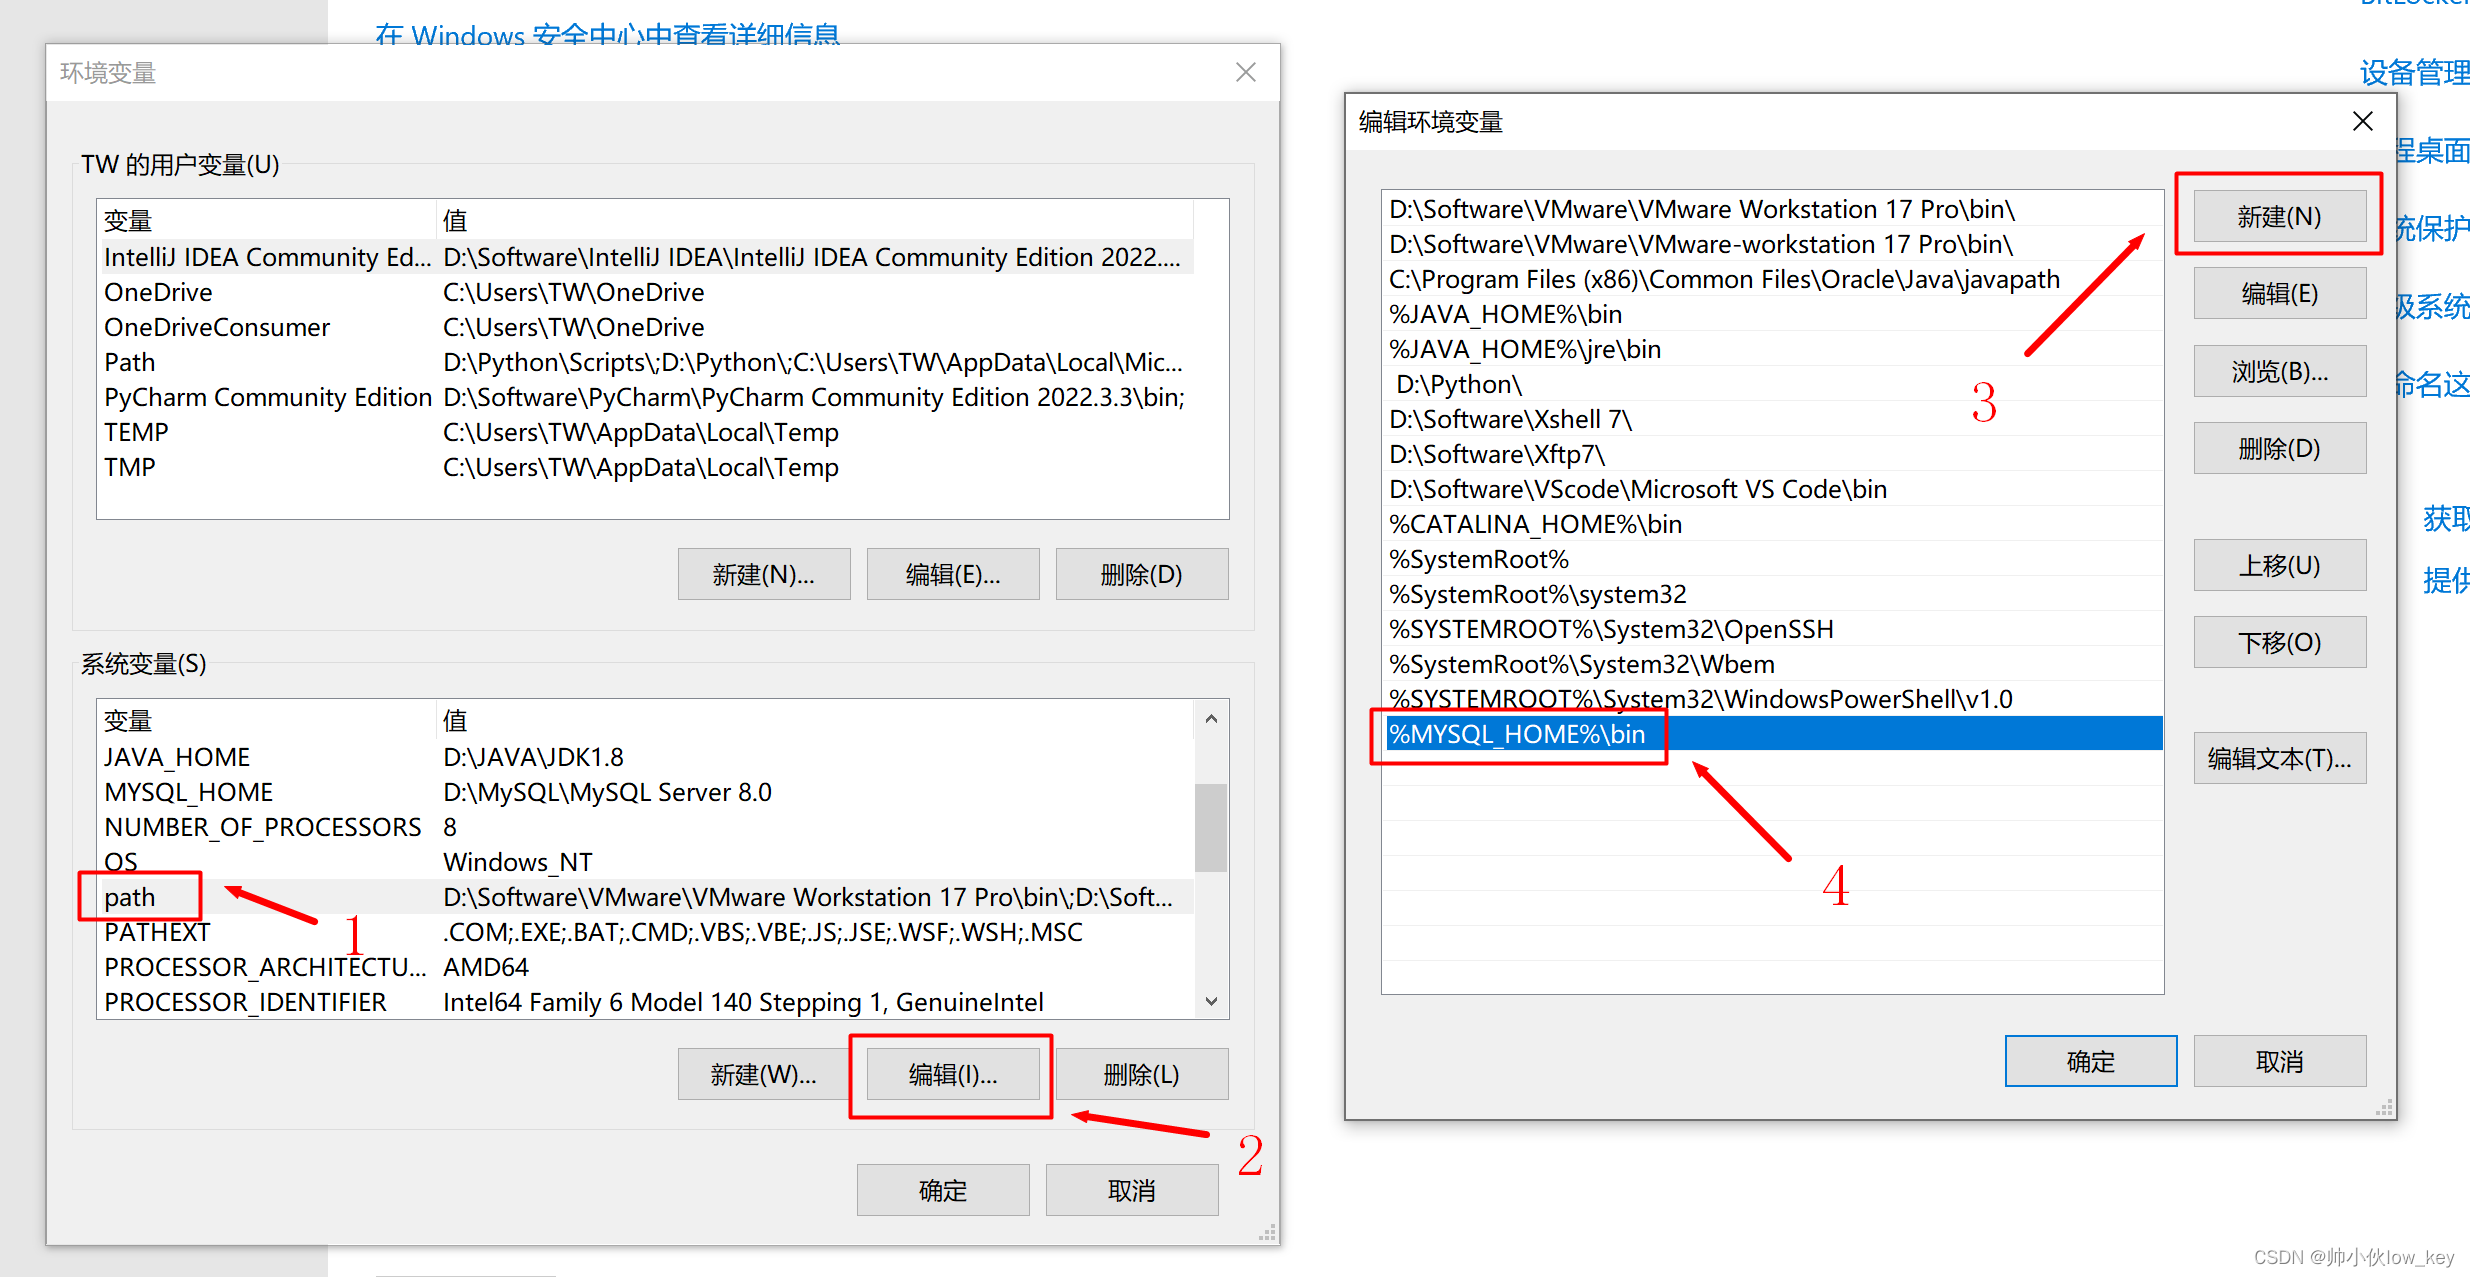 在 Windows 安全中心中查看详细信息
环境变量
TW 的用户变量(U)
变量 值
IntelliJ IDEA Community Ed... D:\Software\IntelliJ IDEA\IntelliJ IDEA Community Edition 2022....
OneDrive C:\Users\TW\OneDrive
OneDriveConsumer C:\Users\TW\OneDrive
Path D:\Python\Scripts\;D:\Python\;C:\Users\TW\AppData\Local\Mic...
PyCharm Community Edition D:\Software\PyCharm\PyCharm Community Edition 2022.3.3\bin;
TEMP C:\Users\TW\AppData\Local\Temp
TMP C:\Users\TW\AppData\Local\Temp
新建(N)... 编辑(E)... 删除(D)
系统变量(S)
变量 值
JAVA_HOME D:\JAVA\JDK1.8
MYSQL_HOME D:\MySQL\MySQL Server 8.0
NUMBER_OF_PROCESSORS 8
OS Windows_NT
path D:\Software\VMware\VMware Workstation 17 Pro\bin\;D:\Soft...
PATHEXT .COM;.EXE;.BAT;.CMD;.VBS;.VBE;.JS;.JSE;.WSF;.WSH;.MSC
PROCESSOR_ARCHITECTU... AMD64
PROCESSOR_IDENTIFIER Intel64 Family 6 Model 140 Stepping 1, GenuineIntel
1
新建(W)... 编辑(I)... 删除(L)
2
确定 取消
编辑环境变量
D:\Software\VMware\VMware Workstation 17 Pro\bin\
D:\Software\VMware\VMware-workstation 17 Pro\bin\
C:\Program Files (x86)\Common Files\Oracle\Java\javapath
%JAVA_HOME%\bin
%JAVA_HOME%\jre\bin
D:\Python\
D:\Software\Xshell 7\
D:\Software\Xftp7\
D:\Software\VScode\Microsoft VS Code\bin
%CATALINA_HOME%\bin
%SystemRoot%
%SystemRoot%\system32
%SYSTEMROOT%\System32\OpenSSH
%SystemRoot%\System32\Wbem
%SYSTEMROOT%\System32\WindowsPowerShell\v1.0
%MYSQL_HOME%\bin
3
4
新建(N)
编辑(E)
浏览(B)...
删除(D)
上移(U)
下移(O)
编辑文本(T)...
确定 取消
设备管理
程桌面
统保护
级系统
命名这
获取
提供
CSDN @帅小伙low_key